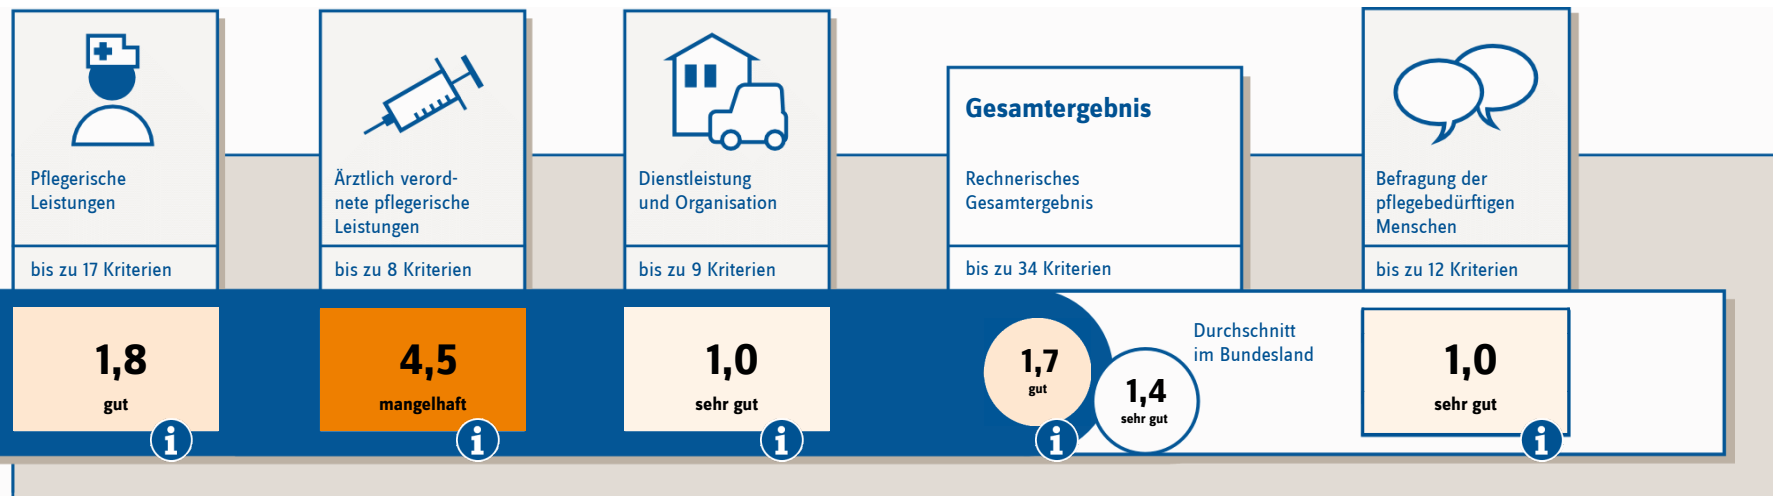 Pflegerische
Leistungen
bis zu 17 Kriterien
1,8
gut
i
Ärztlich verord-
nete pflegerische
Leistungen
bis zu 8 Kriterien
4,5
mangelhaft
i
Dienstleistung
und Organisation
bis zu 9 Kriterien
1,0
sehr gut
i
Gesamtergebnis
Rechnerisches
Gesamtergebnis
bis zu 34 Kriterien
1,7
gut
i
1,4
sehr gut
Durchschnitt
im Bundesland
Befragung der
pflegebedürftigen
Menschen
bis zu 12 Kriterien
1,0
sehr gut
i